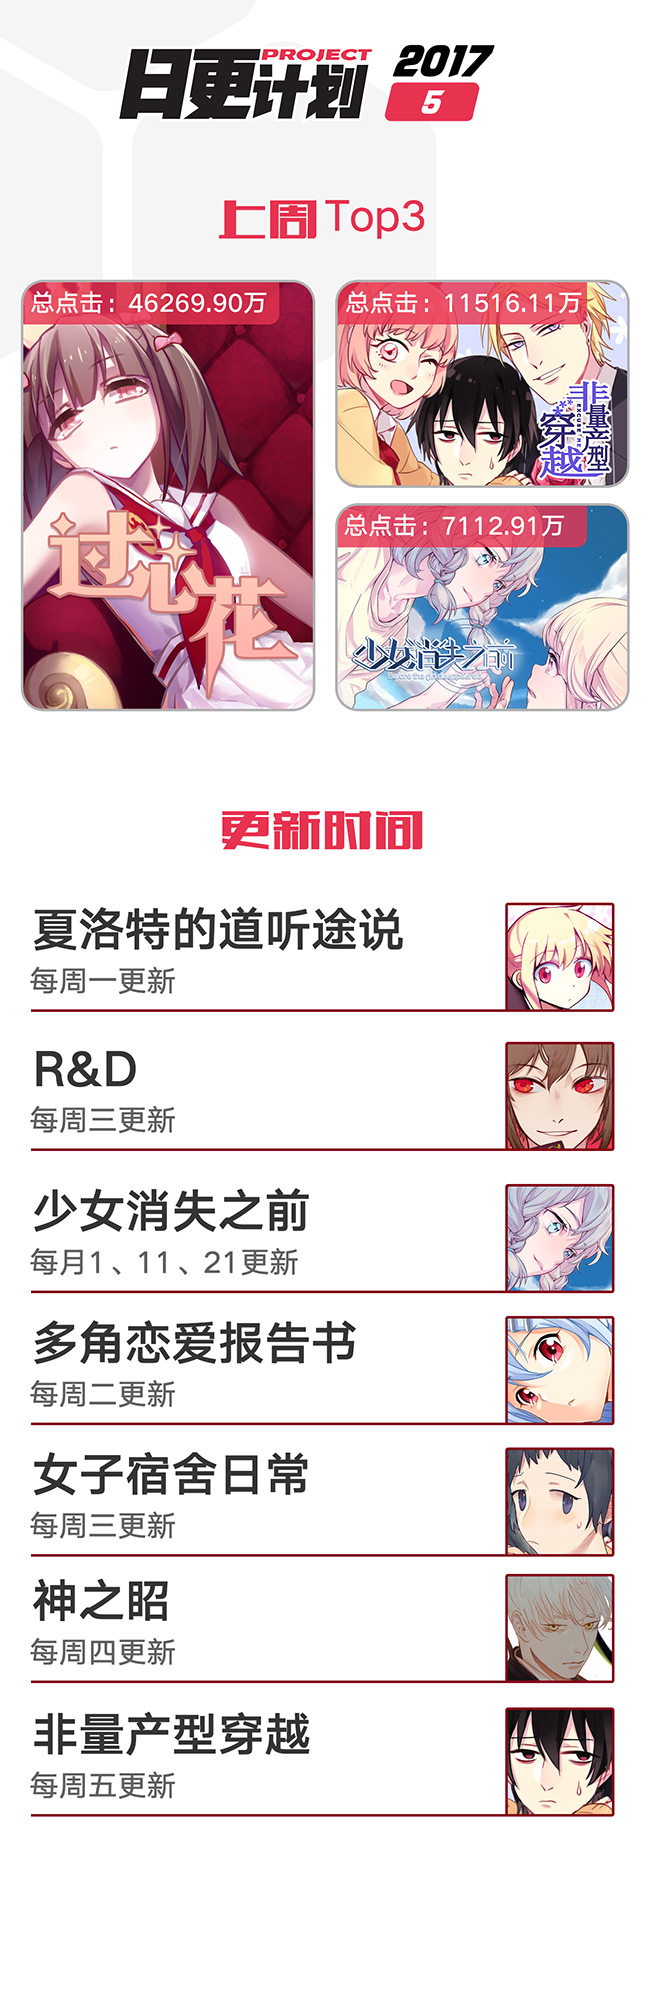 日更计划 PROJECT 2017
5
上周Top3
总点击：46269.90万
过心花
总点击：11516.11万
非量产型穿越
EXCUSE ME
总点击：7112.91万
少女消失之前
更新时间
夏洛特的道听途说
每周一更新
R&D
每周三更新
少女消失之前
每月1、11、21更新
多角恋爱报告书
每周二更新
女子宿舍日常
每周三更新
神之昭
每周四更新
非量产型穿越
每周五更新